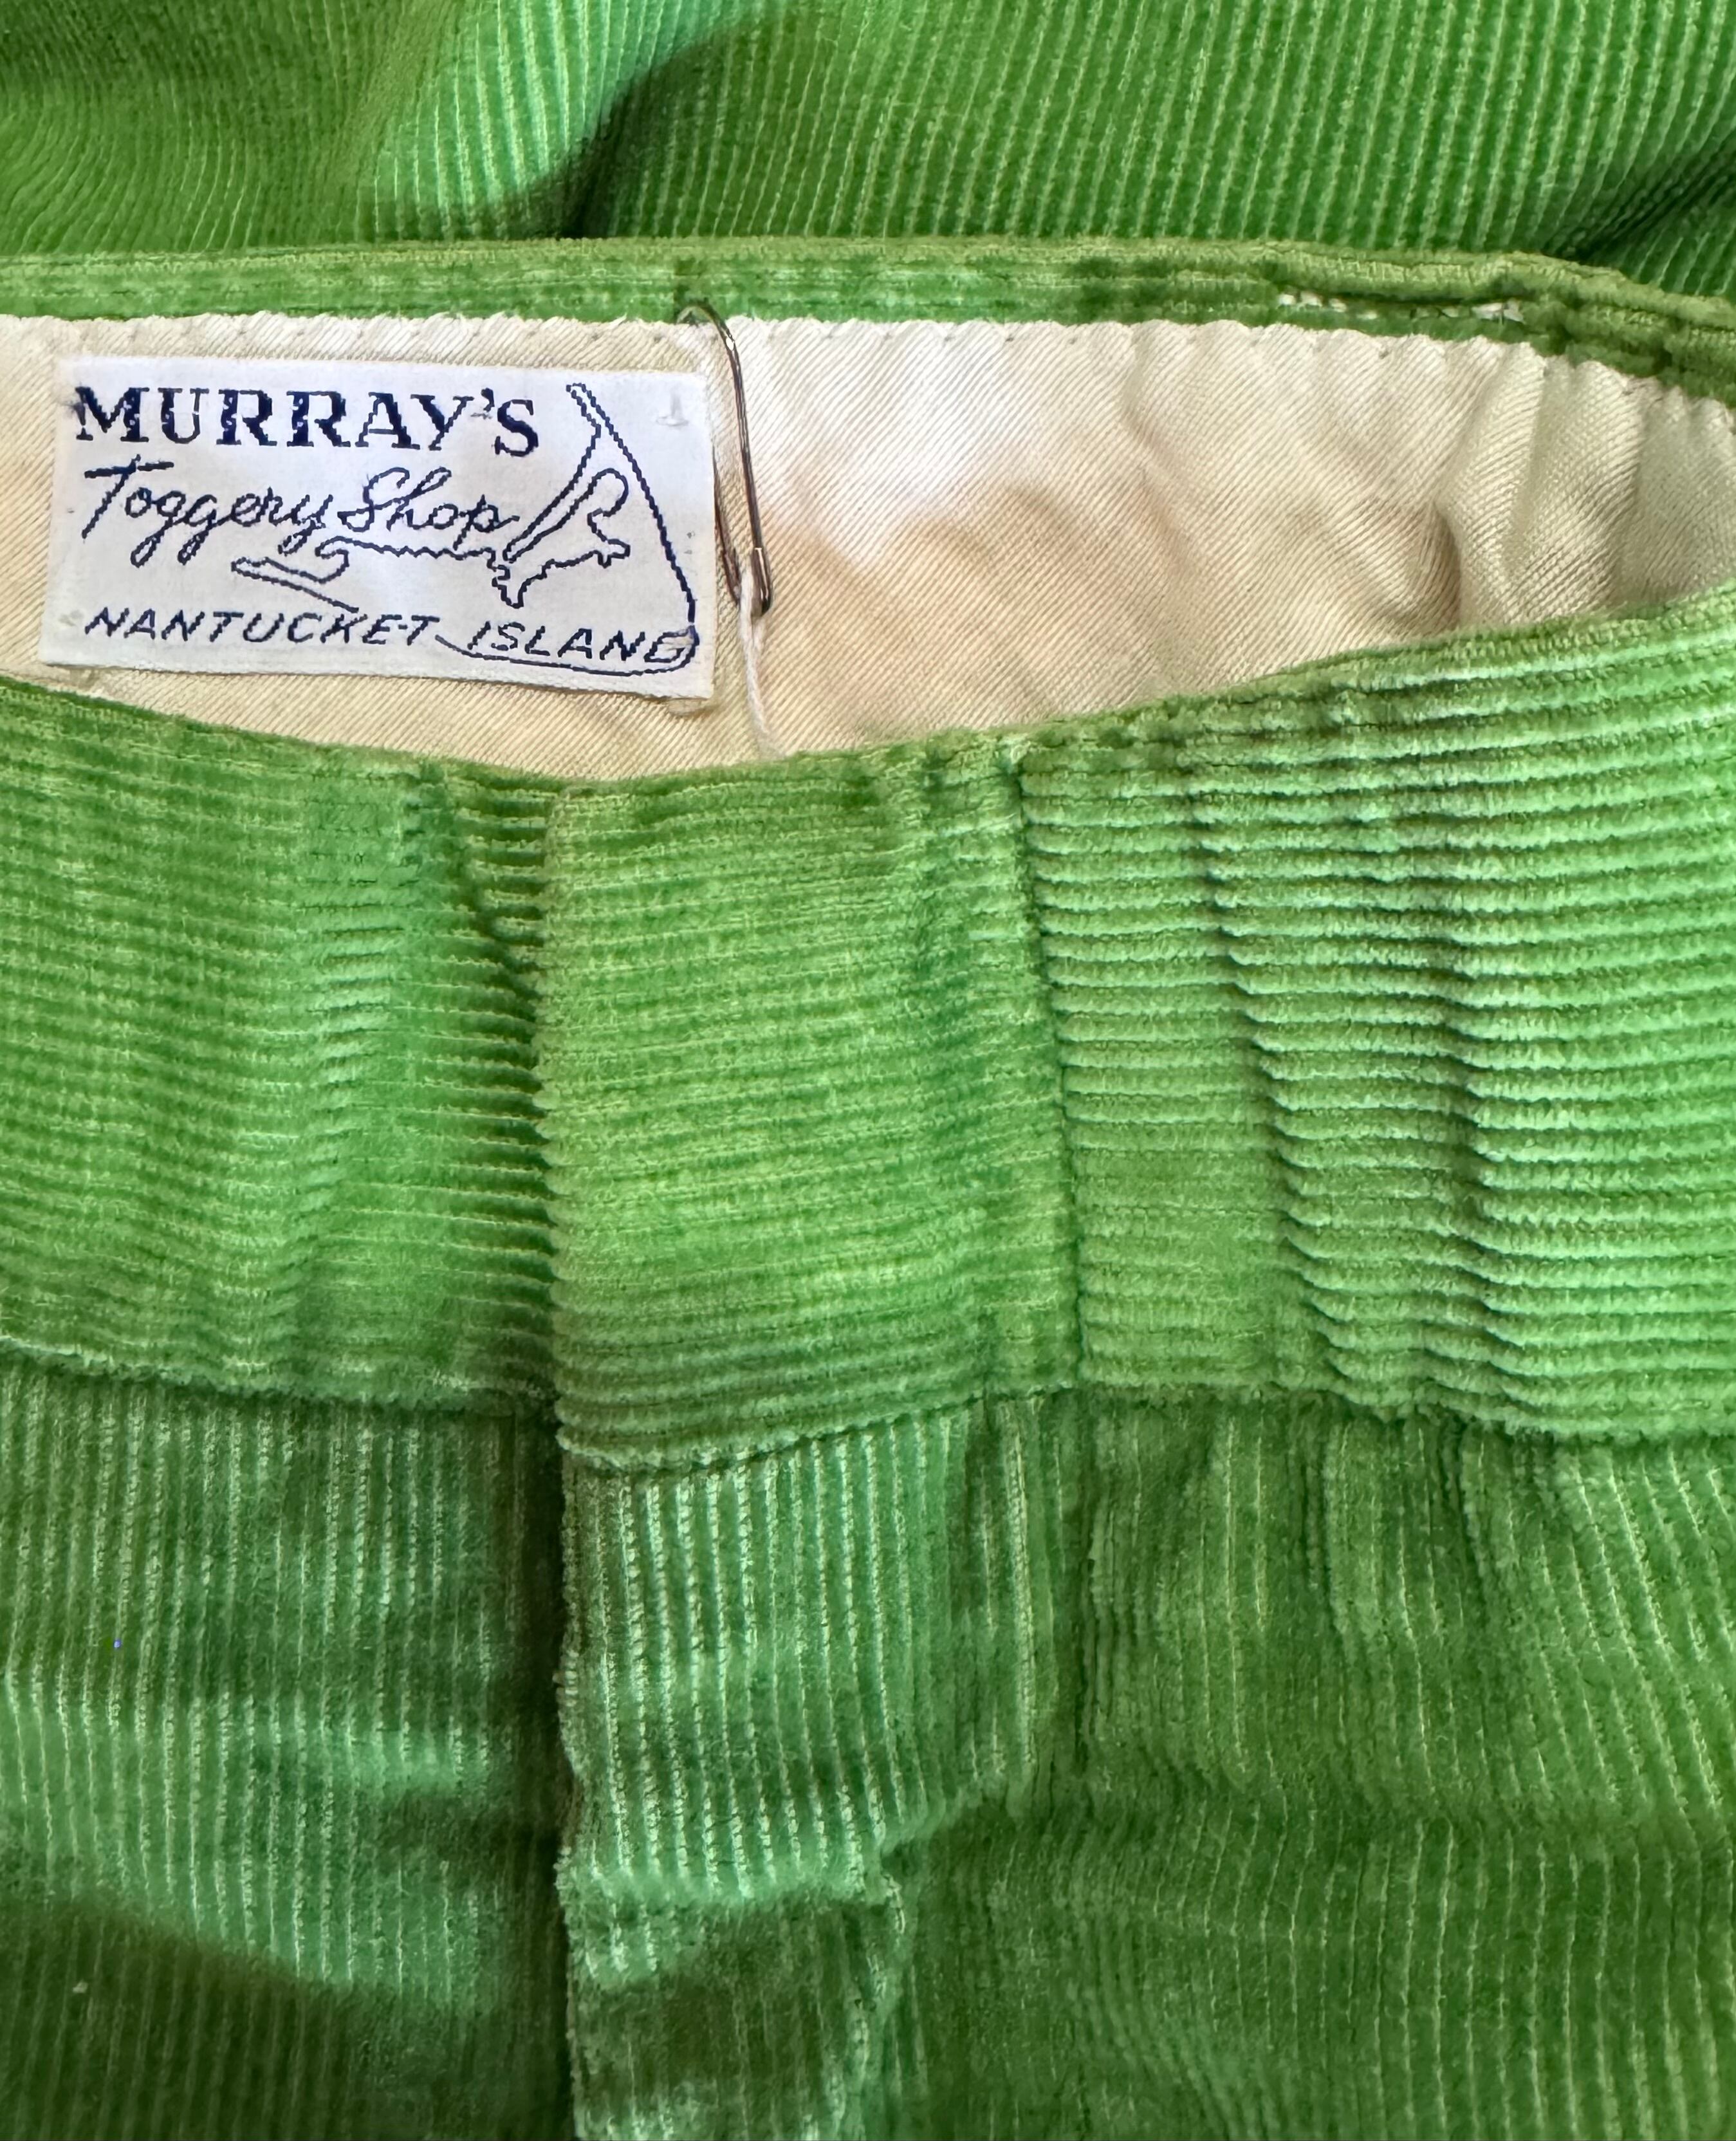 MURRAY'S
Toggery Shop
NANTUCKET ISLAND